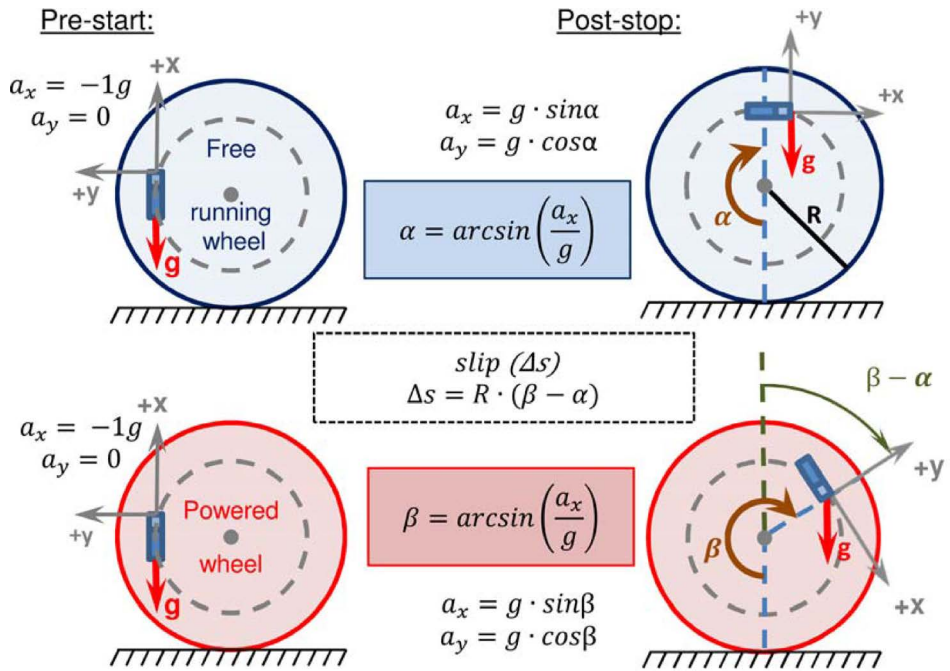 Pre-start:
Post-stop:
+x
a_x = −1g
a_y = 0
+y
Free
running
wheel
g
a_x = g · sinα
a_y = g · cosα
α = arcsin(a_x/g)
+y
+x
g
α
R
slip (Δs)
Δs = R · (β − α)
+x
a_x = −1g
a_y = 0
+y
Powered
wheel
g
β = arcsin(a_x/g)
a_x = g · sinβ
a_y = g · cosβ
β − α
+y
β
g
+x